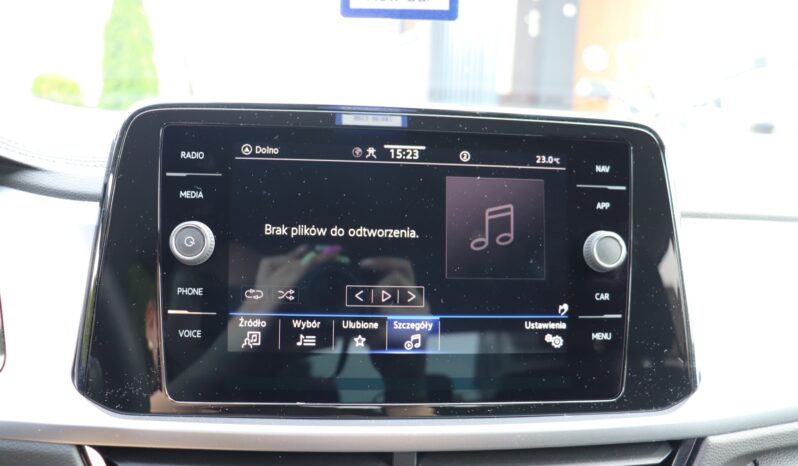 RADIO
MEDIA
PHONE
VOICE
Dolno
15:23
2
23.0°C
Brak plików do odtworzenia.
Źródło
Wybór
Ulubione
Szczegóły
Ustawienia
NAV
APP
CAR
MENU